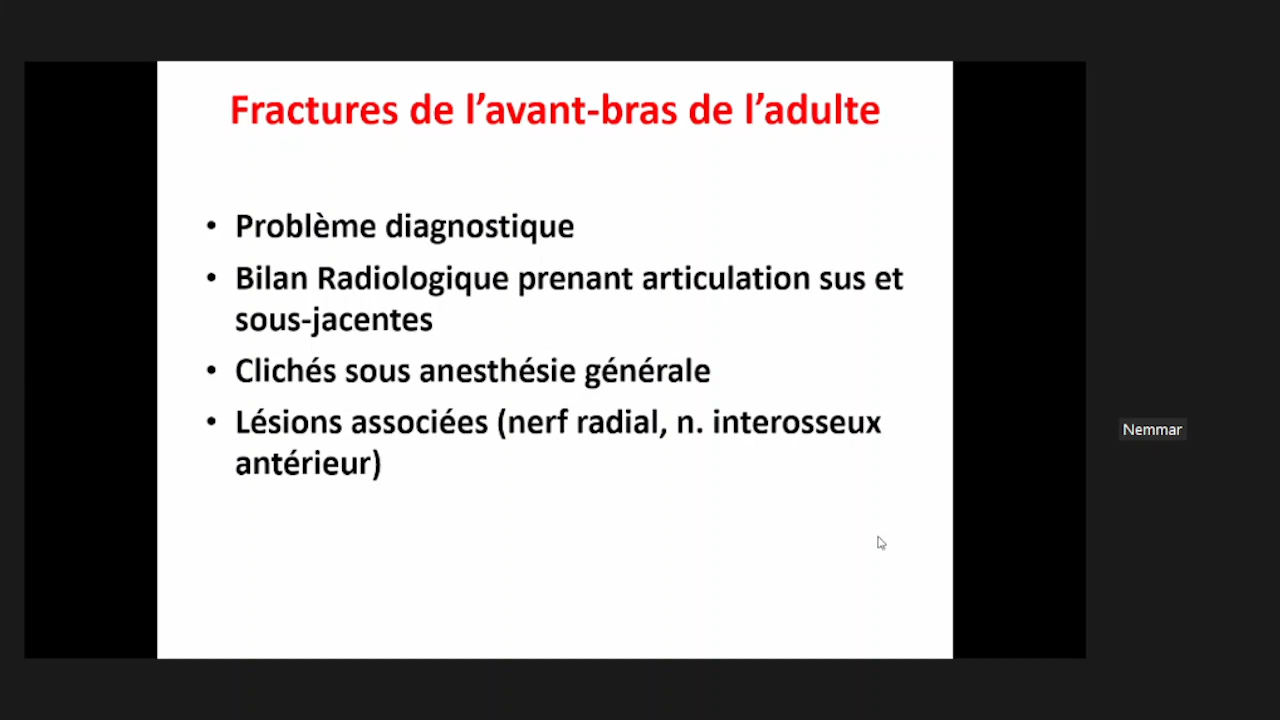 Fractures de l’avant-bras de l’adulte
• Problème diagnostique
• Bilan Radiologique prenant articulation sus et
sous-jacentes
• Clichés sous anesthésie générale
• Lésions associées (nerf radial, n. interosseux
antérieur)
Nemmar